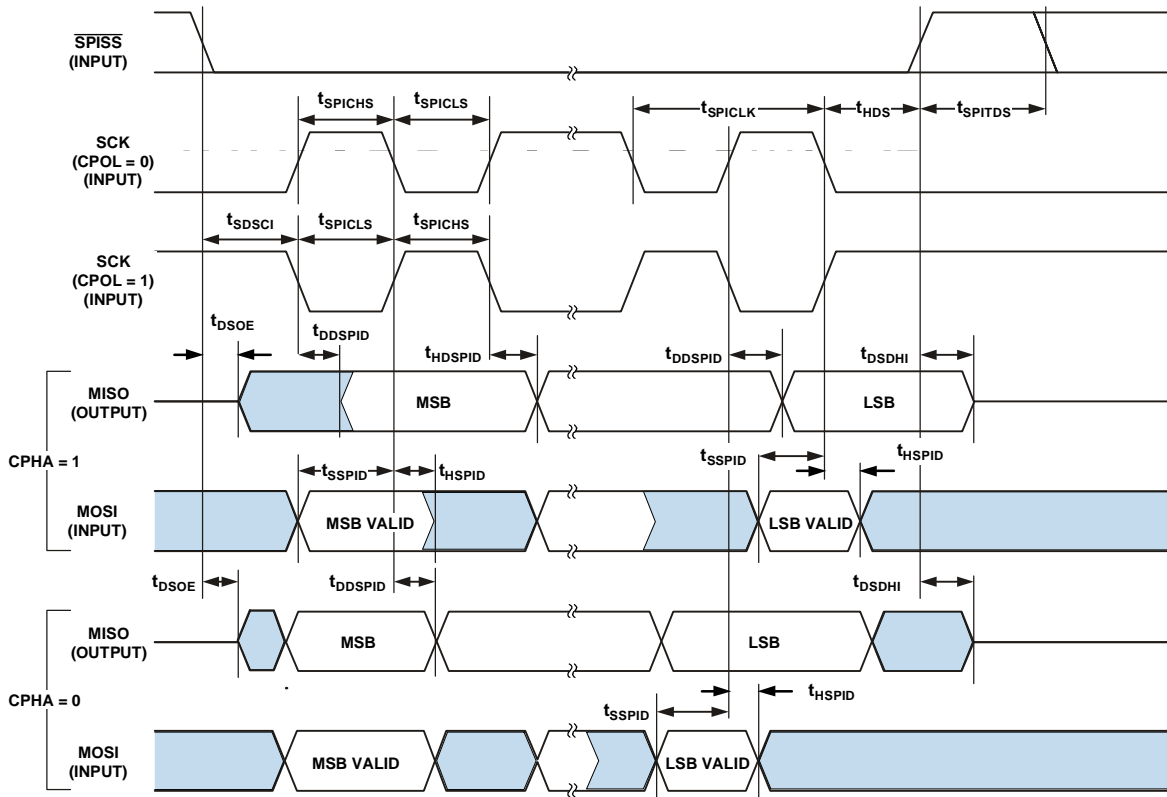 SPISS
(INPUT)
tSPICHS tSPICLS tSPICLK tHDS tSPITDS
SCK
(CPOL = 0)
(INPUT)
tSDSCI tSPICLS tSPICHS
SCK
(CPOL = 1)
(INPUT)
tDSOE tDDSPID tHDSPID tDDSPID tDSDHI
MISO
(OUTPUT)
MSB LSB
CPHA = 1
tSSPID tHSPID tSSPID tHSPID
MOSI
(INPUT)
MSB VALID LSB VALID
tDSOE tDDSPID tDSDHI
MISO
(OUTPUT)
MSB LSB
CPHA = 0
tSSPID tHSPID
MOSI
(INPUT)
MSB VALID LSB VALID